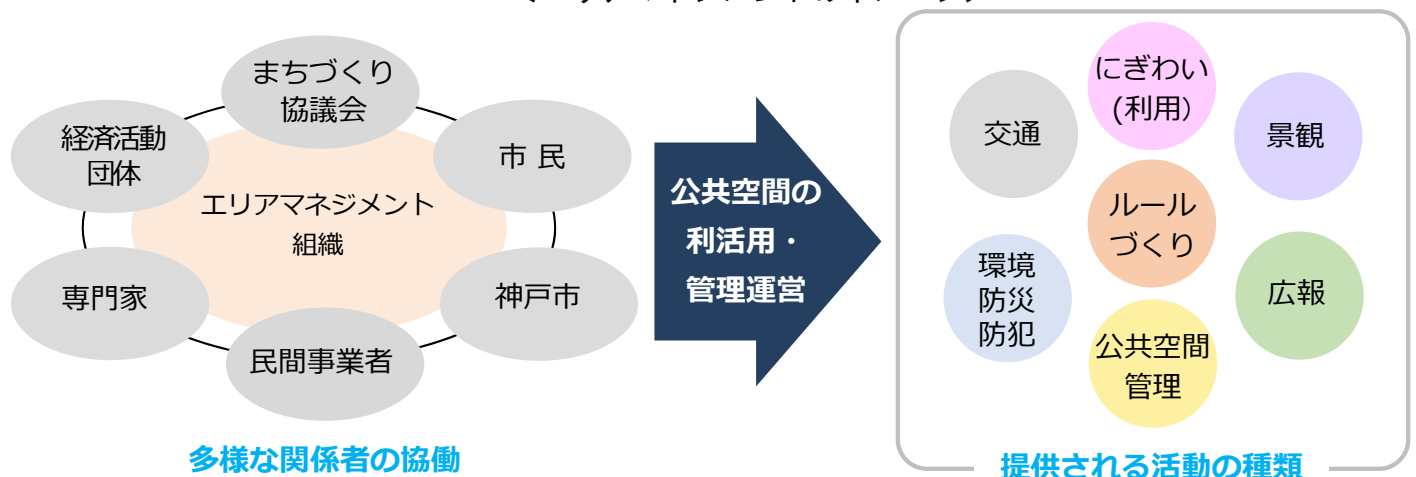 まちづくり
協議会
経済活動
団体
市 民
エリアマネジメント
組織
専門家
神戸市
民間事業者
多様な関係者の協働
公共空間の
利活用・
管理運営
にぎわい
(利用）
交通
景観
ルール
づくり
環境
防災
防犯
広報
公共空間
管理
提供される活動の種類